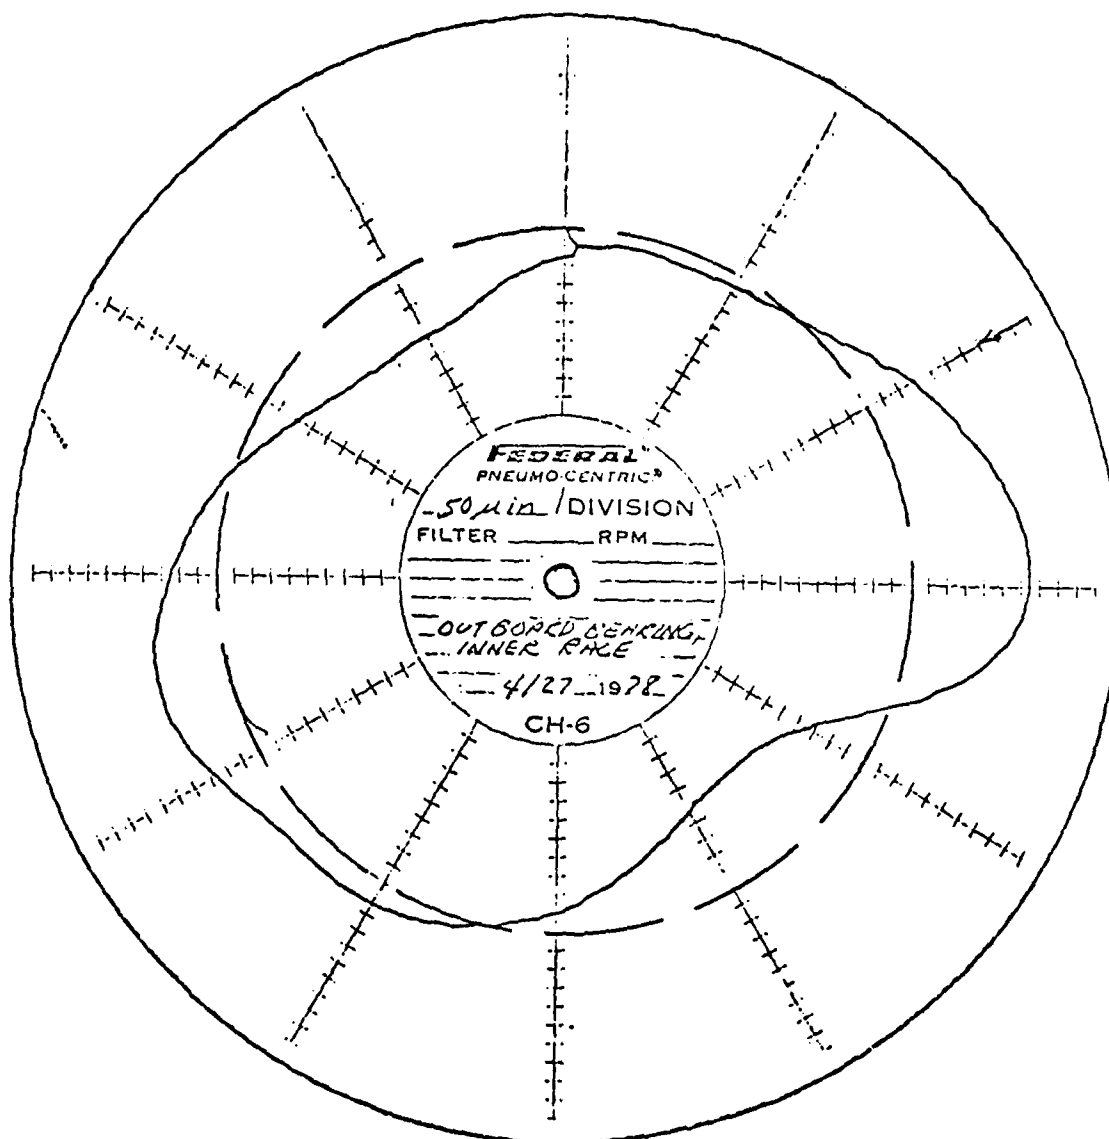 FEDERAL
PNEUMO-CENTRIC®
50 μin / DIVISION
FILTER RPM
OUTBOARD BEARING,
INNER RACE
4/27 1978
CH-6